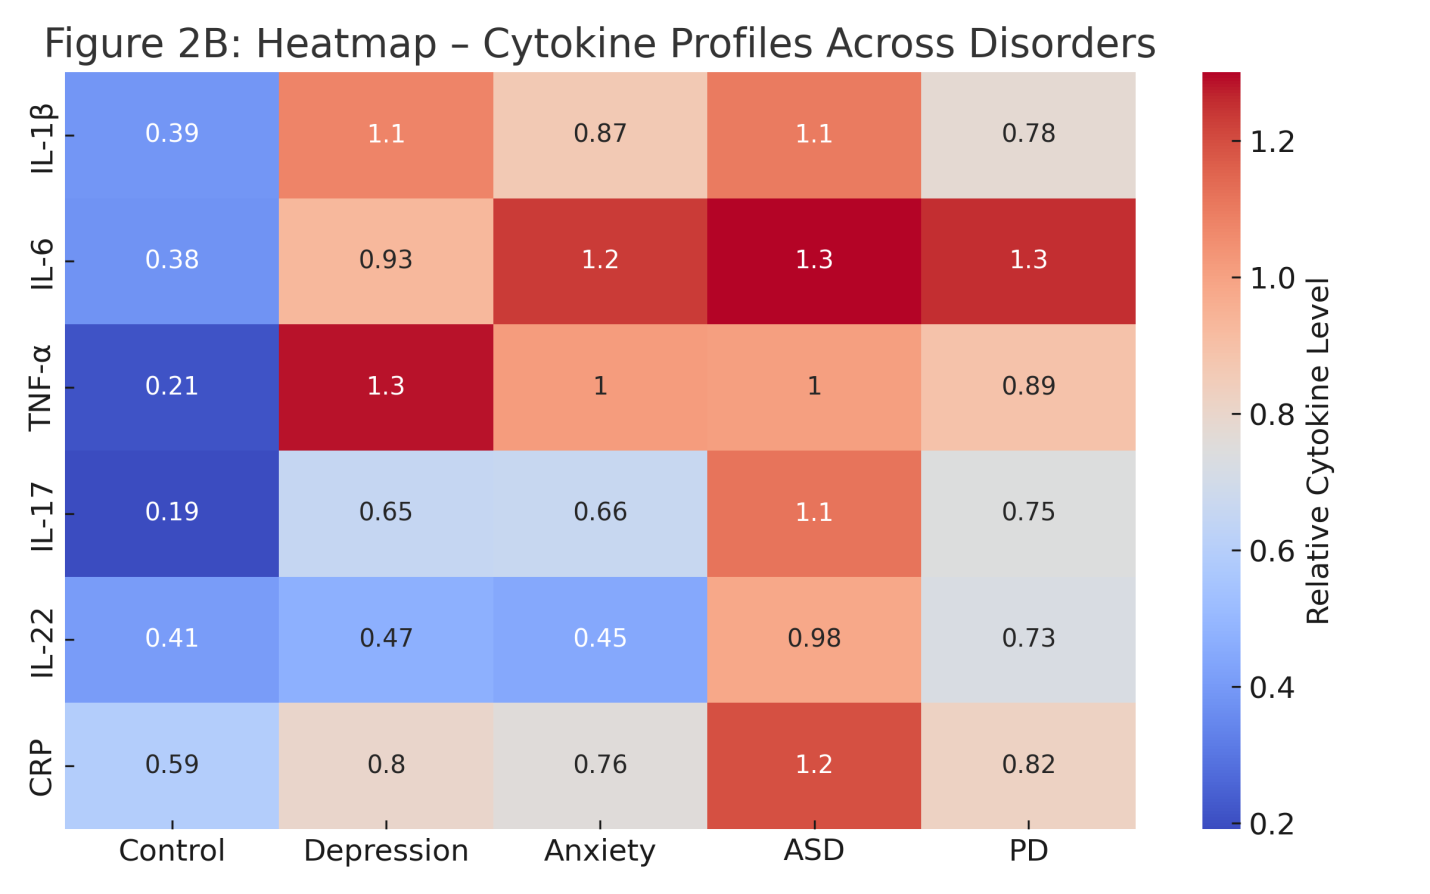 Figure 2B: Heatmap – Cytokine Profiles Across Disorders
IL-1β 0.39 1.1 0.87 1.1 0.78
IL-6 0.38 0.93 1.2 1.3 1.3
TNF-α 0.21 1.3 1 1 0.89
IL-17 0.19 0.65 0.66 1.1 0.75
IL-22 0.41 0.47 0.45 0.98 0.73
CRP 0.59 0.8 0.76 1.2 0.82
Control Depression Anxiety ASD PD
1.2
1.0
0.8
0.6
0.4
0.2
Relative Cytokine Level